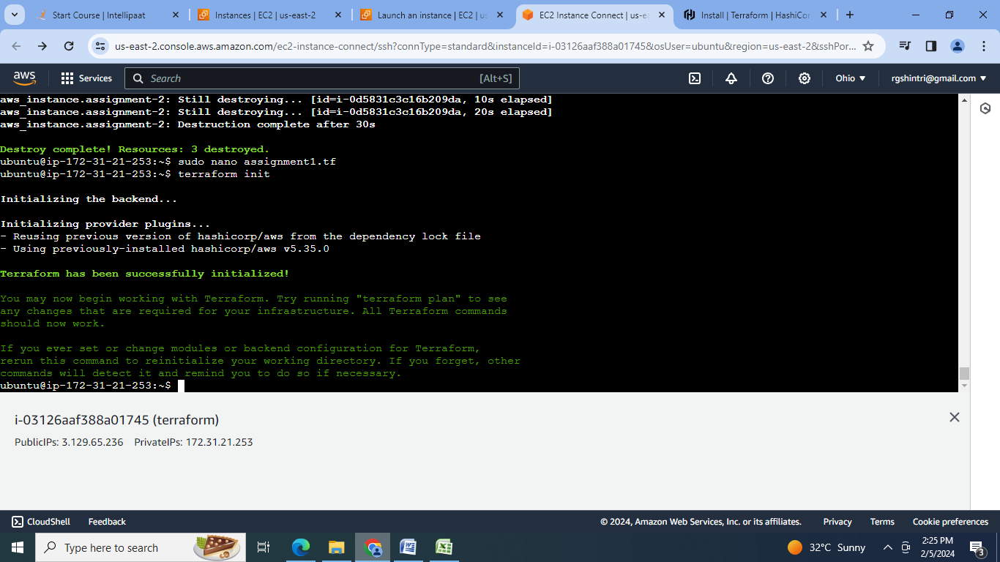 Start Course | Intellipaat
Instances | EC2 | us-east-2
Launch an instance | EC2 | us
EC2 Instance Connect | us-ea
Install | Terraform | HashiCor
us-east-2.console.aws.amazon.com/ec2-instance-connect/ssh?connType=standard&instanceId=i-03126aaf388a01745&osUser=ubuntu&region=us-east-2&sshPor...
aws
Services
Search
[Alt+S]
Ohio
rgshintri@gmail.com
aws_instance.assignment-2: Still destroying... [id=i-0d5831c3c16b209da, 10s elapsed]
aws_instance.assignment-2: Still destroying... [id=i-0d5831c3c16b209da, 20s elapsed]
aws_instance.assignment-2: Destruction complete after 30s
Destroy complete! Resources: 3 destroyed.
ubuntu@ip-172-31-21-253:~$ sudo nano assignment1.tf
ubuntu@ip-172-31-21-253:~$ terraform init
Initializing the backend...
Initializing provider plugins...
- Reusing previous version of hashicorp/aws from the dependency lock file
- Using previously-installed hashicorp/aws v5.35.0
Terraform has been successfully initialized!
You may now begin working with Terraform. Try running "terraform plan" to see
any changes that are required for your infrastructure. All Terraform commands
should now work.
If you ever set or change modules or backend configuration for Terraform,
rerun this command to reinitialize your working directory. If you forget, other
commands will detect it and remind you to do so if necessary.
ubuntu@ip-172-31-21-253:~$
i-03126aaf388a01745 (terraform)
PublicIPs: 3.129.65.236 PrivateIPs: 172.31.21.253
CloudShell
Feedback
© 2024, Amazon Web Services, Inc. or its affiliates.
Privacy
Terms
Cookie preferences
Type here to search
32°C Sunny
2:25 PM
2/5/2024
3